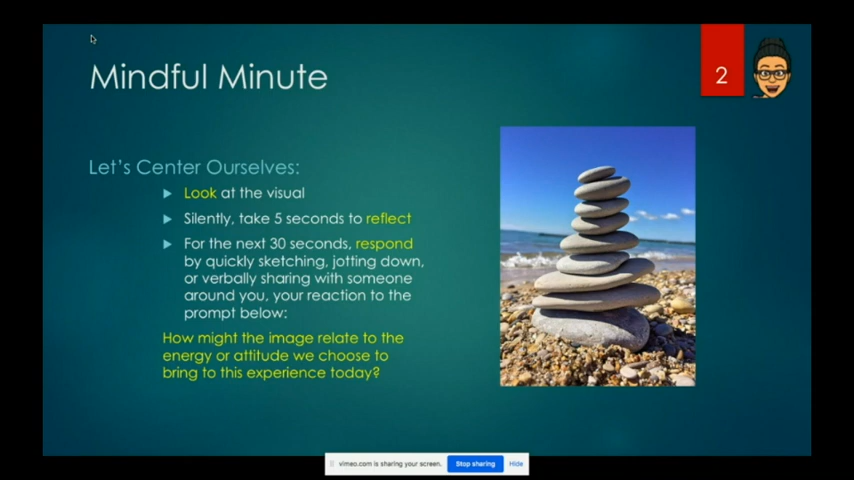 Mindful Minute
2
Let's Center Ourselves:
Look at the visual
Silently, take 5 seconds to reflect
For the next 30 seconds, respond
by quickly sketching, jotting down,
or verbally sharing with someone
around you, your reaction to the
prompt below:
How might the image relate to the
energy or attitude we choose to
bring to this experience today?
vimeo.com is sharing your screen.
Stop sharing
Hide